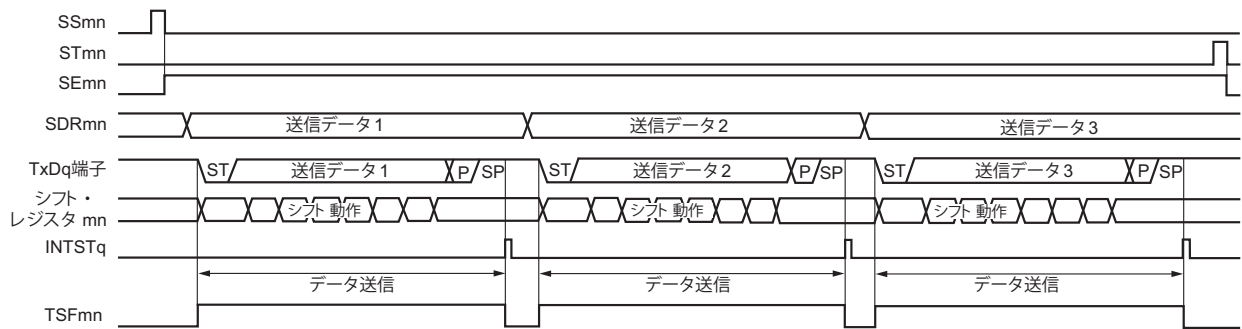 SSmn
STmn
SEmn
SDRmn 送信データ1 送信データ2 送信データ3
TxDq端子 ST 送信データ1 P SP ST 送信データ2 P SP ST 送信データ3 P SP
シフト・
レジスタ mn シフト 動作 シフト 動作 シフト 動作
INTSTq
データ送信 データ送信 データ送信
TSFmn